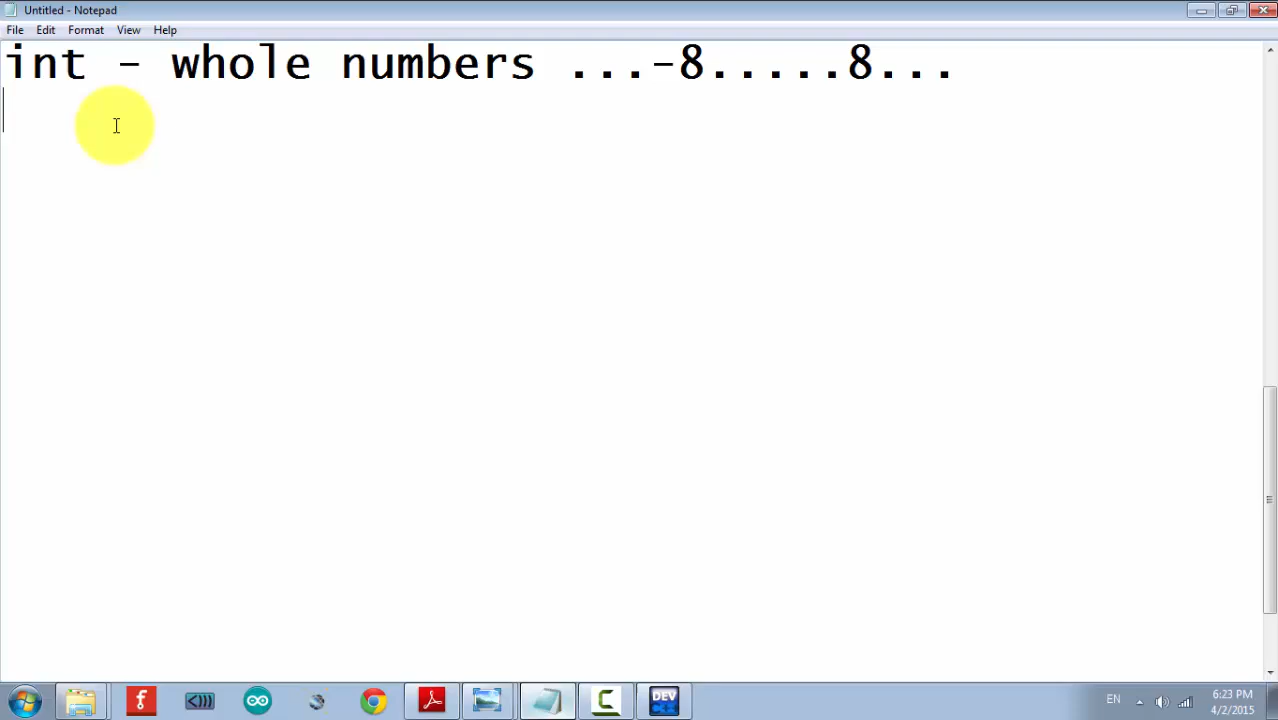 Untitled - Notepad
File Edit Format View Help
int - whole numbers ...-8.....8...
DEV
EN
6:23 PM
4/2/2015